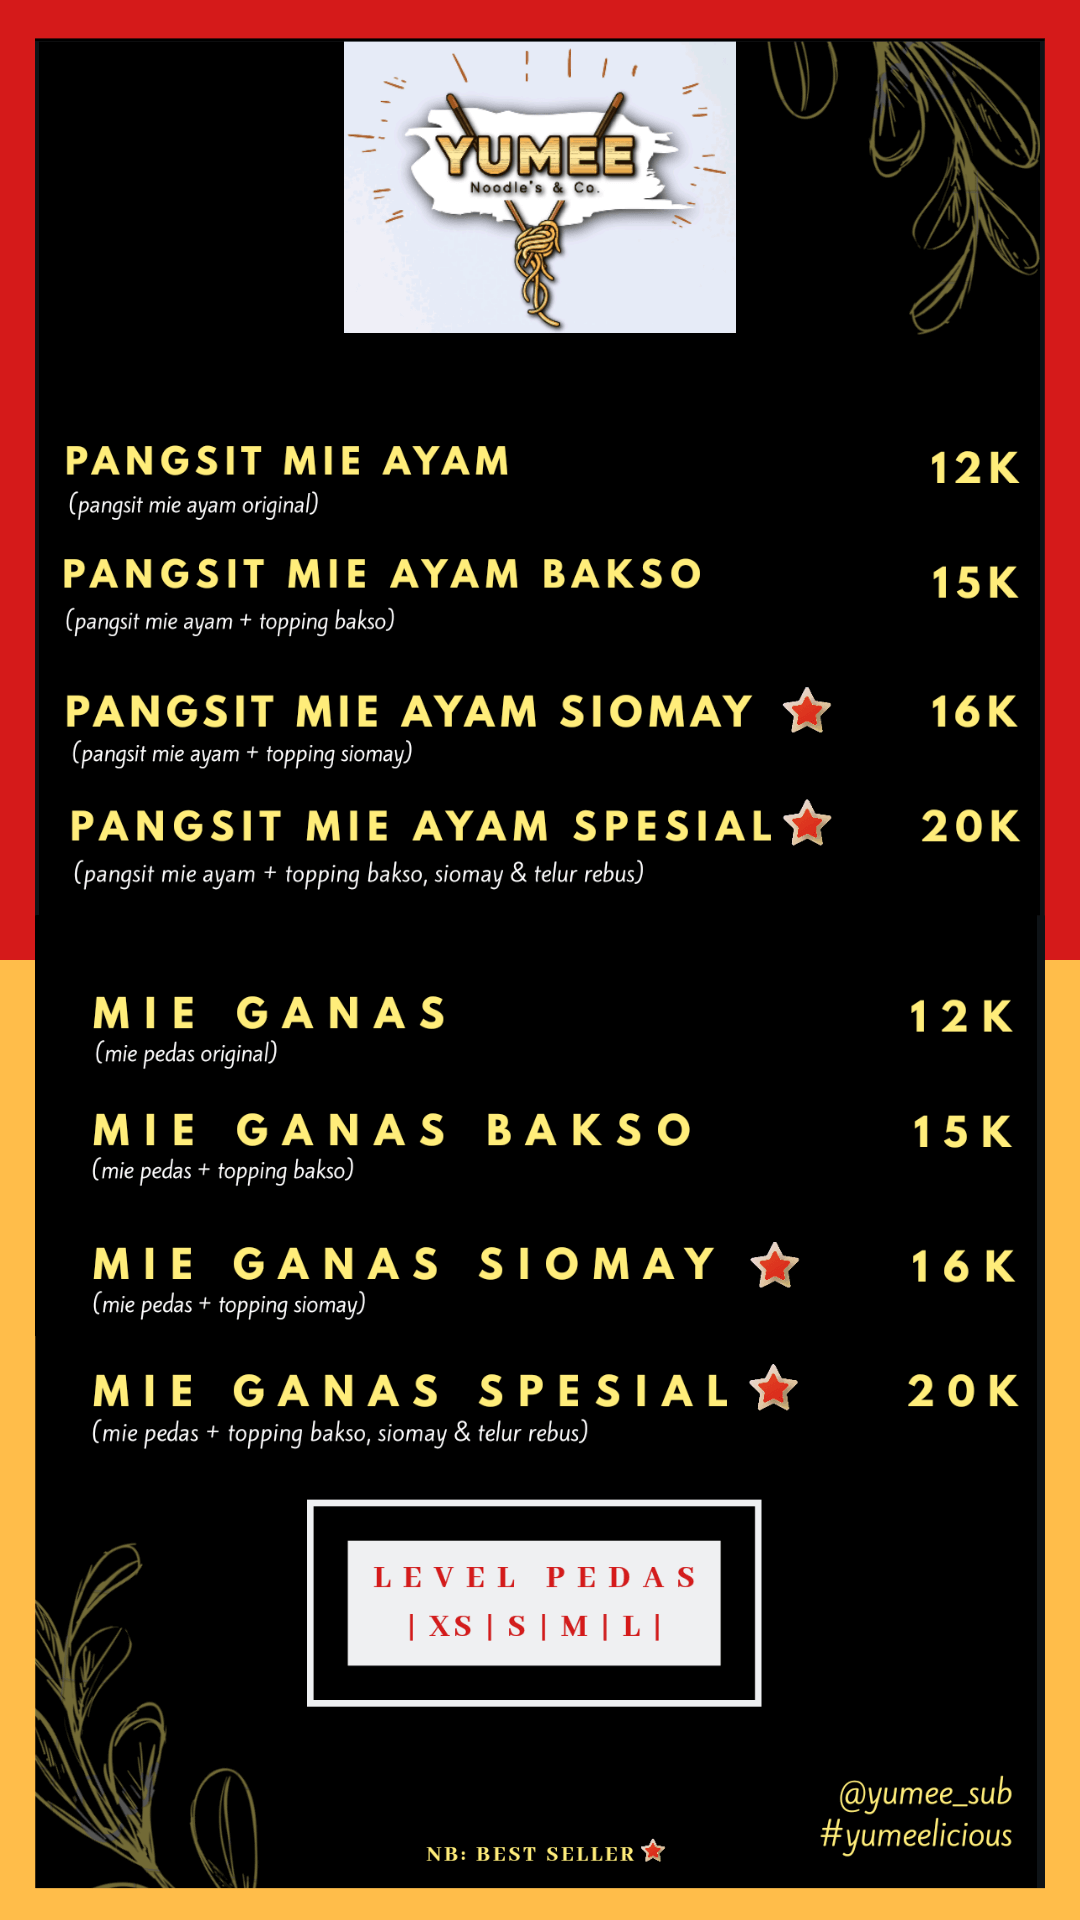 YUMEE
Noodle's & Co.
PANGSIT MIE AYAM 12K
(pangsit mie ayam original)
PANGSIT MIE AYAM BAKSO 15K
(pangsit mie ayam + topping bakso)
PANGSIT MIE AYAM SIOMAY 16K
(pangsit mie ayam + topping siomay)
PANGSIT MIE AYAM SPESIAL 20K
(pangsit mie ayam + topping bakso, siomay & telur rebus)
MIE GANAS 12K
(mie pedas original)
MIE GANAS BAKSO 15K
(mie pedas + topping bakso)
MIE GANAS SIOMAY 16K
(mie pedas + topping siomay)
MIE GANAS SPESIAL 20K
(mie pedas + topping bakso, siomay & telur rebus)
LEVEL PEDAS
| XS | S | M | L |
@yumee_sub
#yumeelicious
NB: BEST SELLER